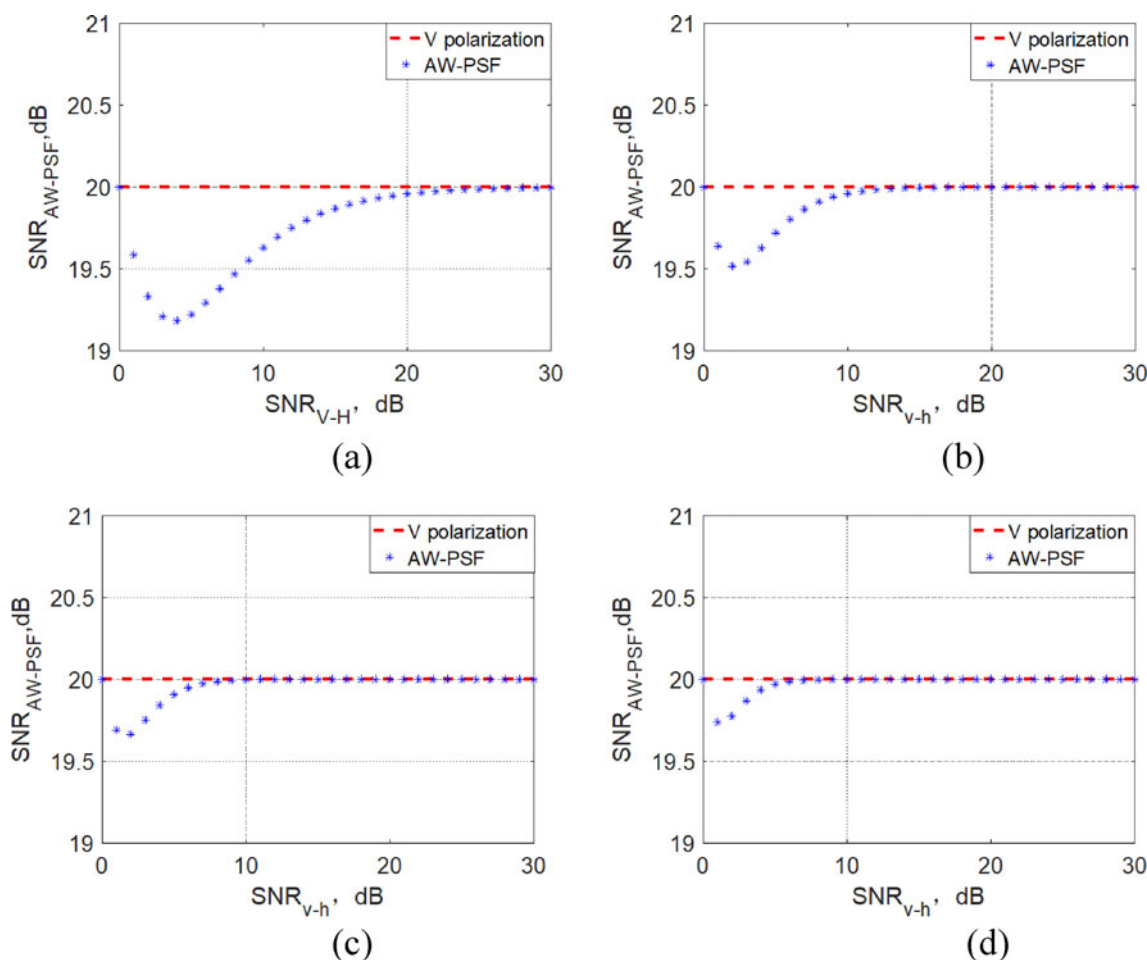 21
20.5
20
19.5
19
SNR_AW-PSF,dB
V polarization
AW-PSF
0 10 20 30
SNR_V-H, dB
(a)
21
20.5
20
19.5
19
SNR_AW-PSF,dB
V polarization
AW-PSF
0 10 20 30
SNR_v-h, dB
(b)
21
20.5
20
19.5
19
SNR_AW-PSF,dB
V polarization
AW-PSF
0 10 20 30
SNR_v-h, dB
(c)
21
20.5
20
19.5
19
SNR_AW-PSF,dB
V polarization
AW-PSF
0 10 20 30
SNR_v-h, dB
(d)